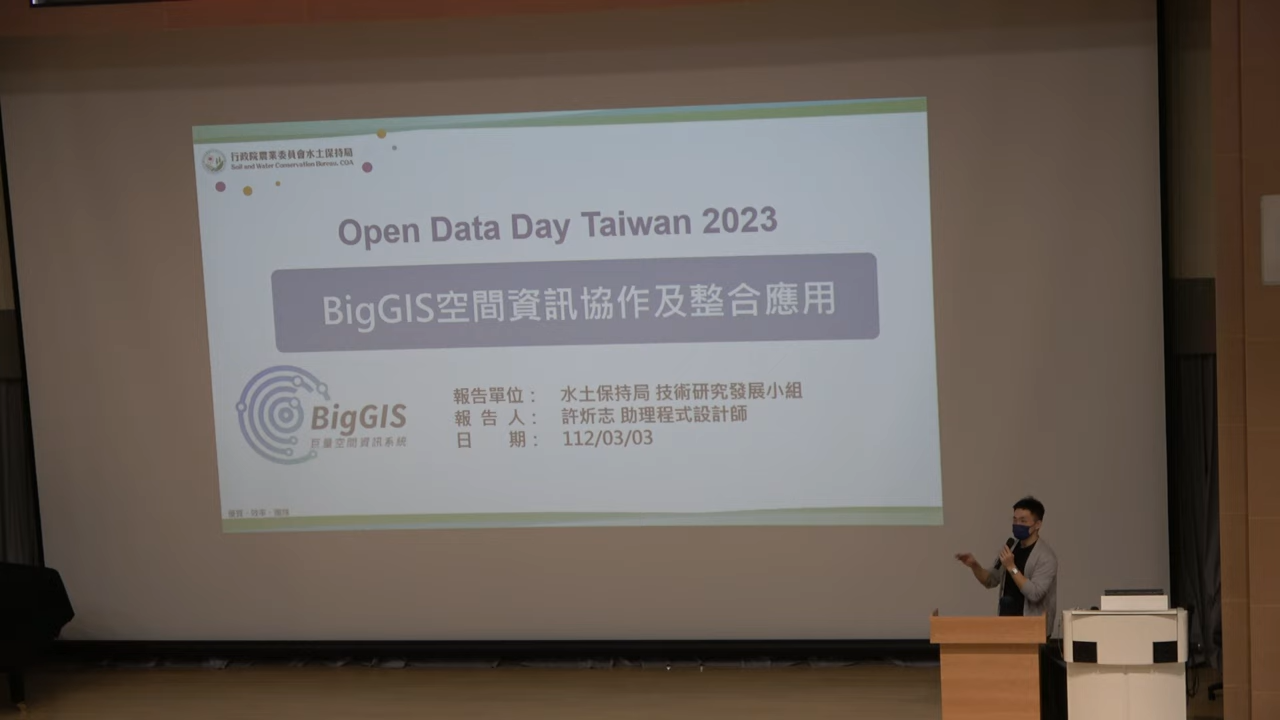 行政院農業委員會水土保持局
Soil and Water Conservation Bureau, COA
Open Data Day Taiwan 2023
BigGIS空間資訊協作及整合應用
BigGIS
巨量空間資訊系統
報告單位： 水土保持局 技術研究發展小組
報 告 人： 許炘志 助理程式設計師
日 期： 112/03/03